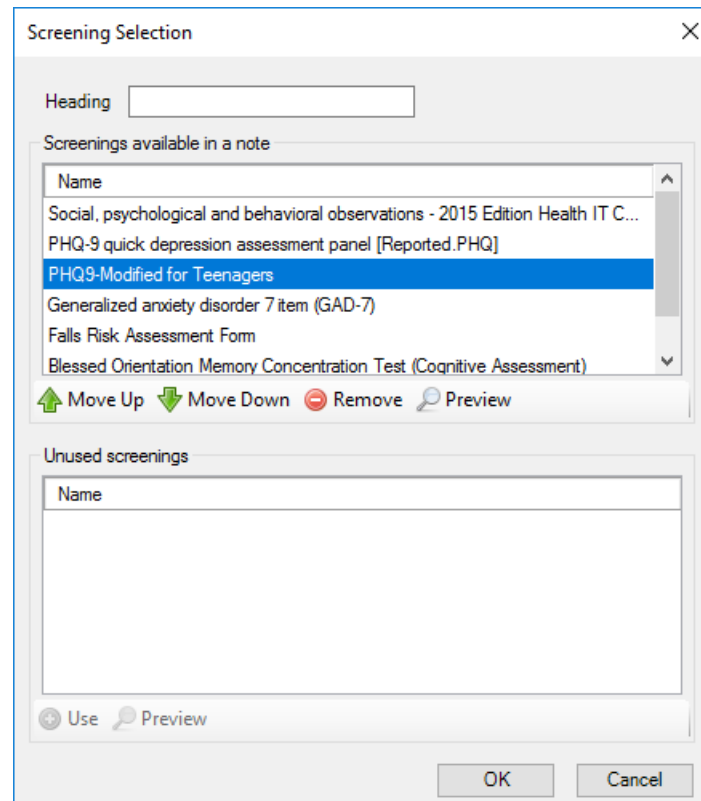 Screening Selection
Heading
Screenings available in a note
Name
Social, psychological and behavioral observations - 2015 Edition Health IT C...
PHQ-9 quick depression assessment panel [Reported.PHQ]
PHQ9-Modified for Teenagers
Generalized anxiety disorder 7 item (GAD-7)
Falls Risk Assessment Form
Blessed Orientation Memory Concentration Test (Cognitive Assessment)
Move Up Move Down Remove Preview
Unused screenings
Name
Use Preview
OK Cancel